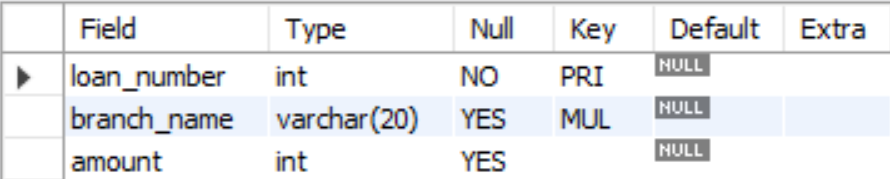 Field Type Null Key Default Extra
loan_number int NO PRI NULL
branch_name varchar(20) YES MUL NULL
amount int YES NULL